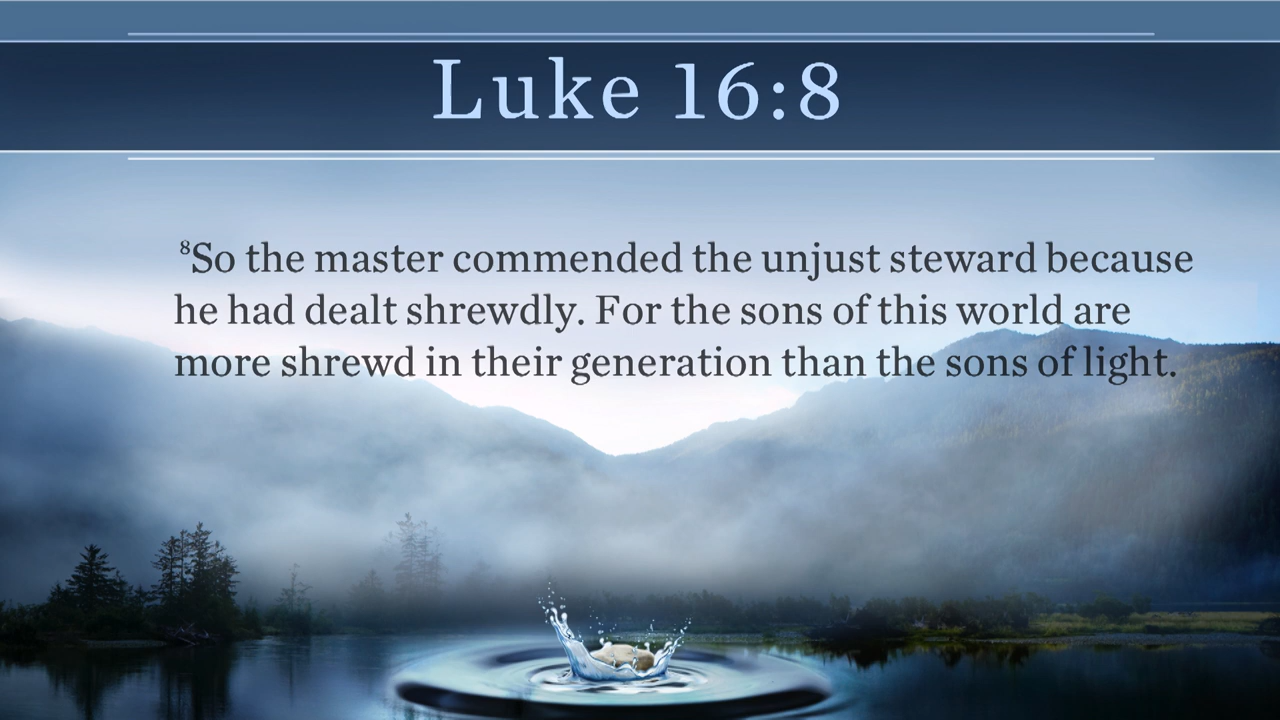 Luke 16:8
⁸So the master commended the unjust steward because
he had dealt shrewdly. For the sons of this world are
more shrewd in their generation than the sons of light.